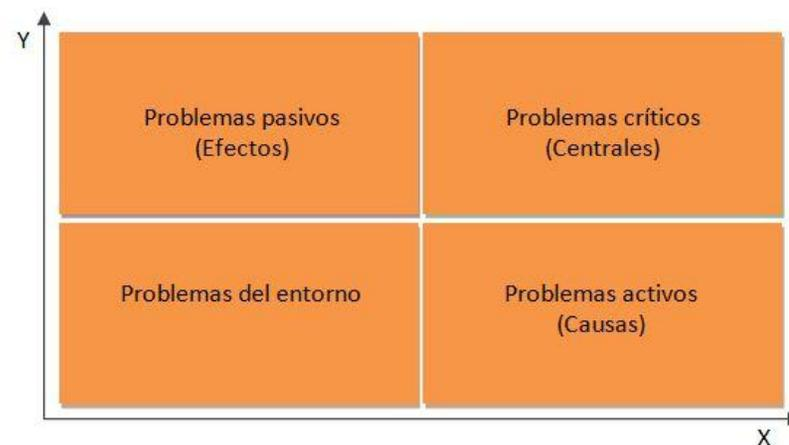 Y
Problemas pasivos
(Efectos)
Problemas críticos
(Centrales)
Problemas del entorno
Problemas activos
(Causas)
X